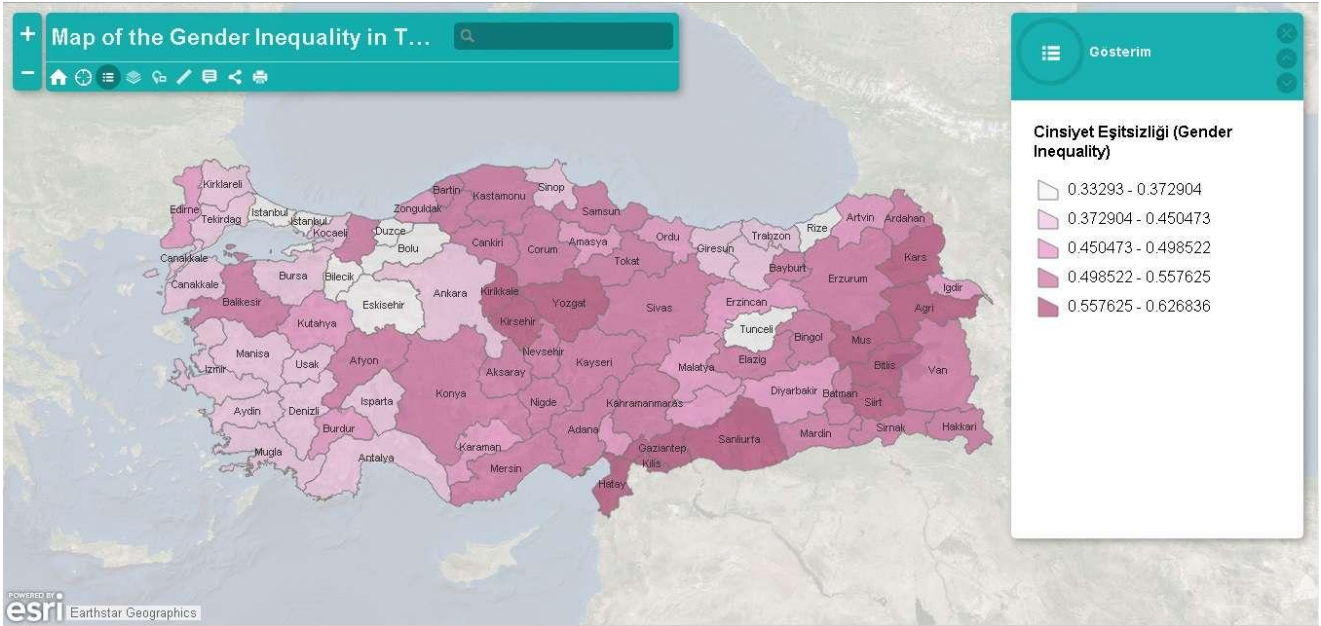 Map of the Gender Inequality in T...
Gösterim
Cinsiyet Eşitsizliği (Gender
Inequality)
0.33293 - 0.372904
0.372904 - 0.450473
0.450473 - 0.498522
0.498522 - 0.557625
0.557625 - 0.626836
Kirklareli
Edirne
Tekirdag
Istanbul
Istanbul
Kocaeli
Duzce
Bolu
Zonguldak
Bartin
Kastamonu
Sinop
Samsun
Cankiri
Corum
Amasya
Tokat
Ordu
Giresun
Trabzon
Rize
Artvin
Ardahan
Kars
Bayburt
Erzurum
Igdir
Agri
Canakkale
Canakkale
Balikesir
Bursa
Bilecik
Eskisehir
Ankara
Kirikkale
Yozgat
Sivas
Erzincan
Tunceli
Bingol
Mus
Bitlis
Van
Kutahya
Kirsehir
Nevsehir
Kayseri
Malatya
Elazig
Manisa
Izmir
Usak
Afyon
Aksaray
Konya
Nigde
Kahramanmaras
Diyarbakir
Batman
Siirt
Isparta
Aydin
Denizli
Burdur
Mugla
Antalya
Karaman
Mersin
Adana
Gaziantep
Kilis
Hatay
Sanliurfa
Mardin
Sirnak
Hakkari
POWERED BY
esri
Earthstar Geographics